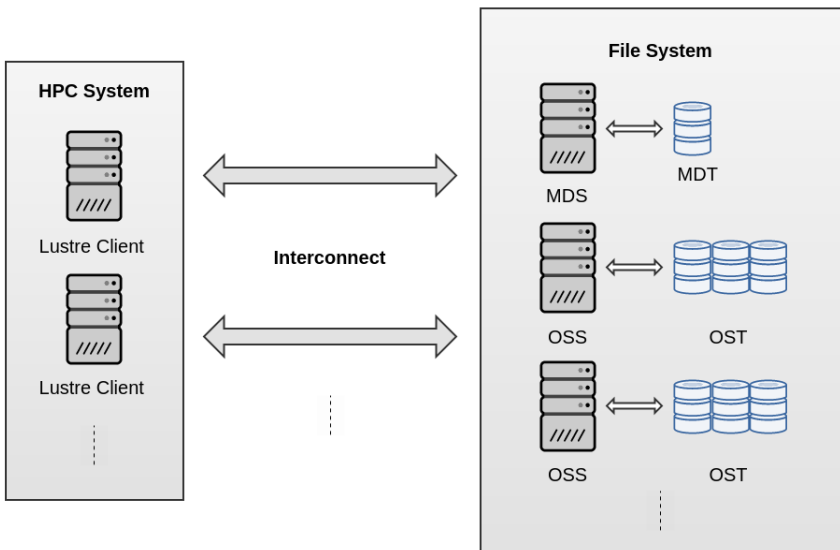 HPC System
Lustre Client
Lustre Client
Interconnect
File System
MDS
MDT
OSS
OST
OSS
OST